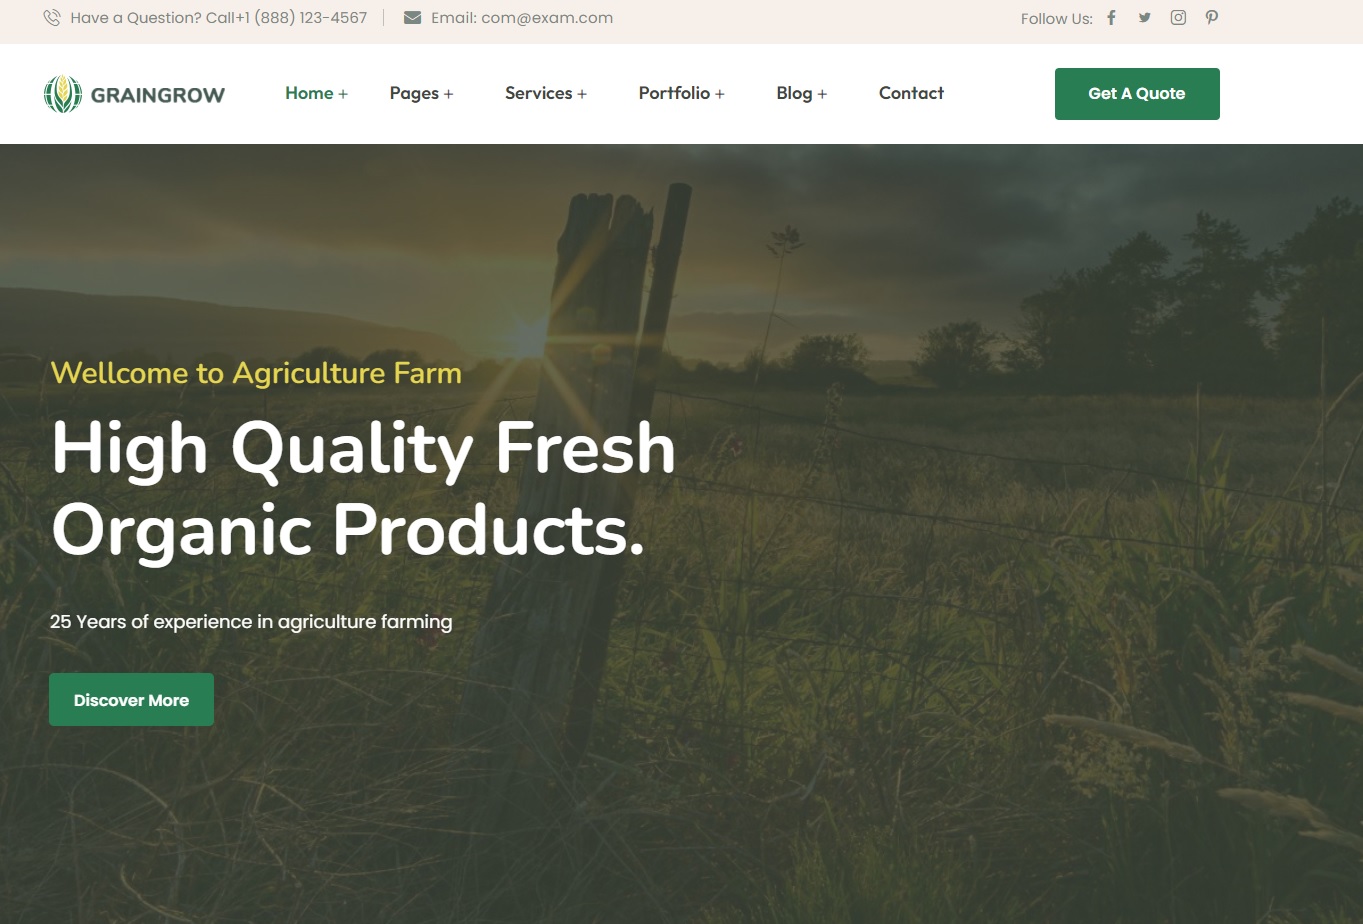 Have a Question? Call+1 (888) 123-4567
Email: com@exam.com
Follow Us:
GRAINGROW
Home +
Pages +
Services +
Portfolio +
Blog +
Contact
Get A Quote
Wellcome to Agriculture Farm
High Quality Fresh
Organic Products.
25 Years of experience in agriculture farming
Discover More